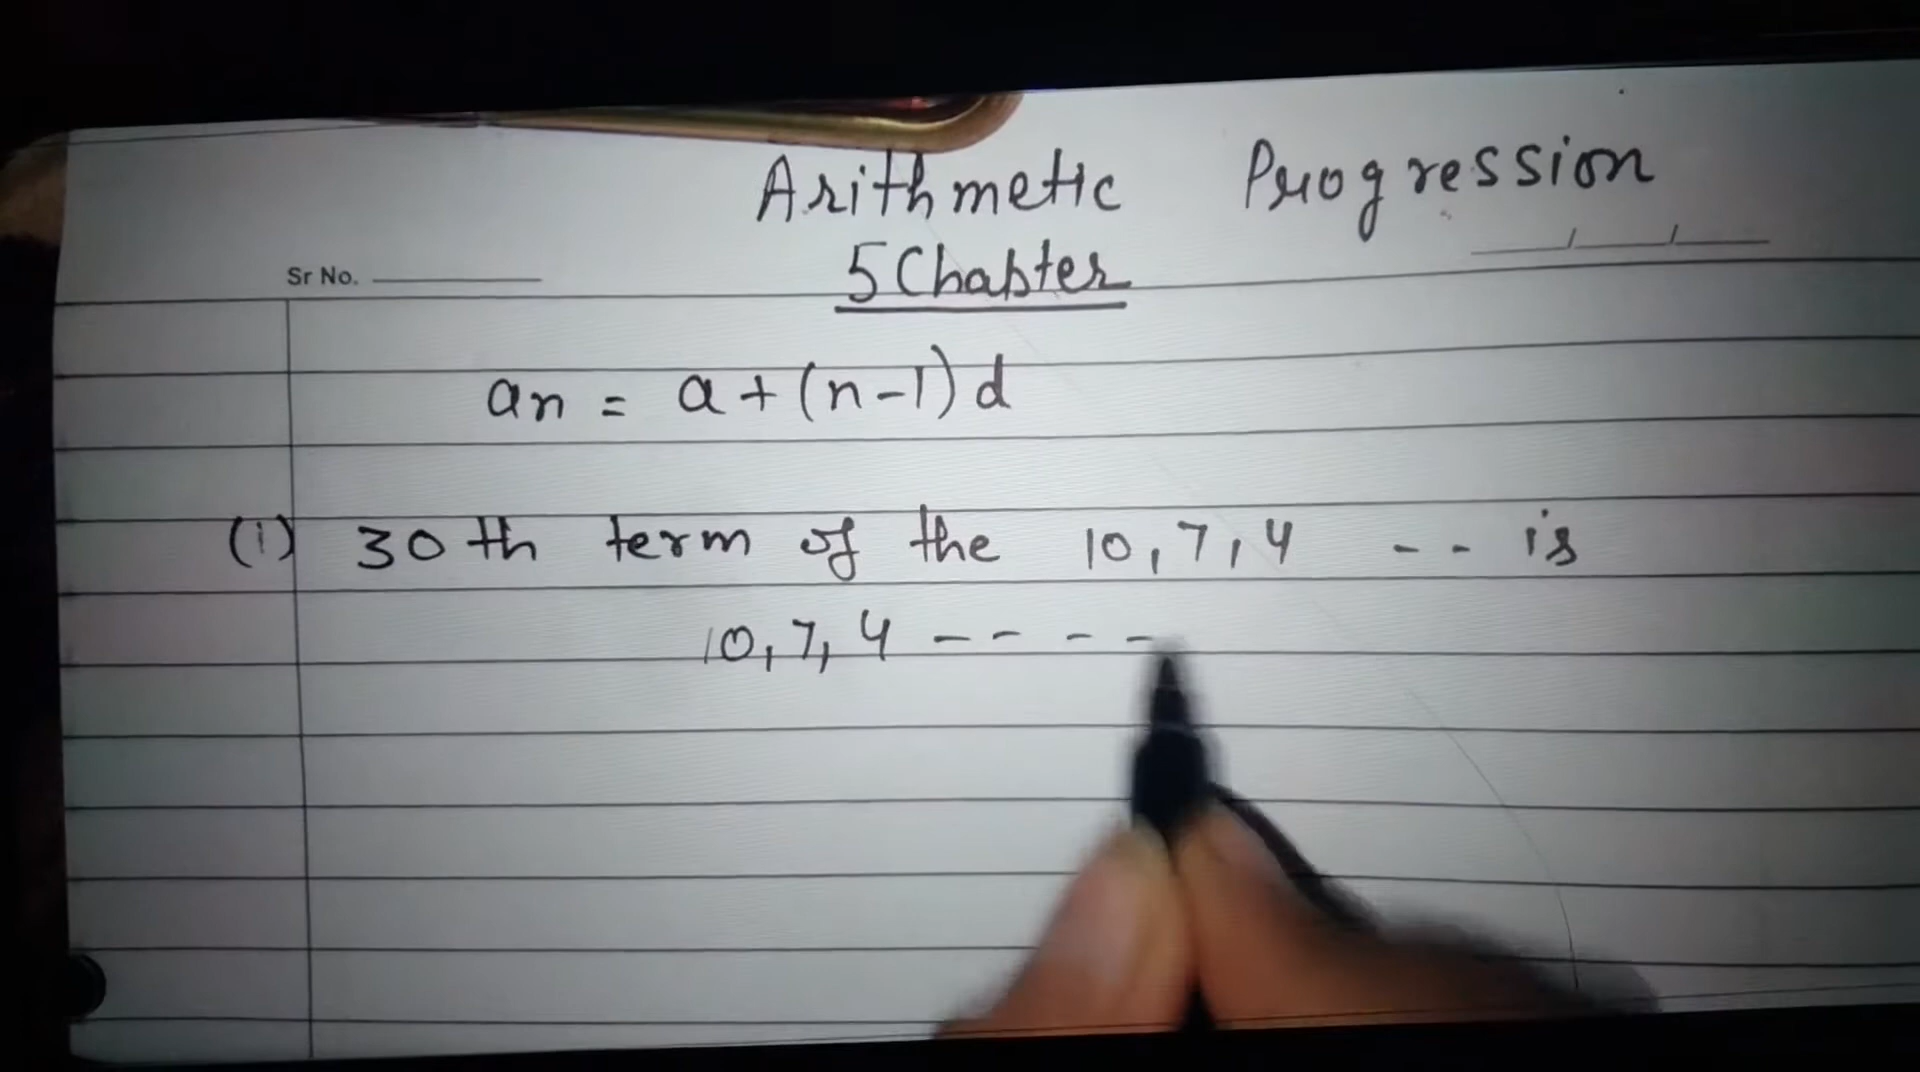 Arithmetic Progression
5 Chapter
Sr No.
an = a + (n-1) d
(i) 30th term of the 10, 7, 4 - - is
10, 7, 4 - - - -